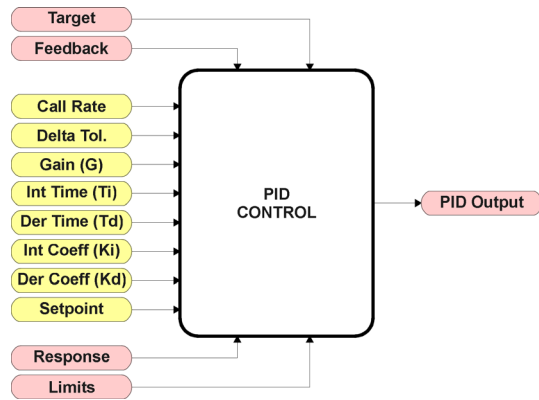 Target
Feedback
Call Rate
Delta Tol.
Gain (G)
Int Time (Ti)
Der Time (Td)
Int Coeff (Ki)
Der Coeff (Kd)
Setpoint
PID
CONTROL
PID Output
Response
Limits